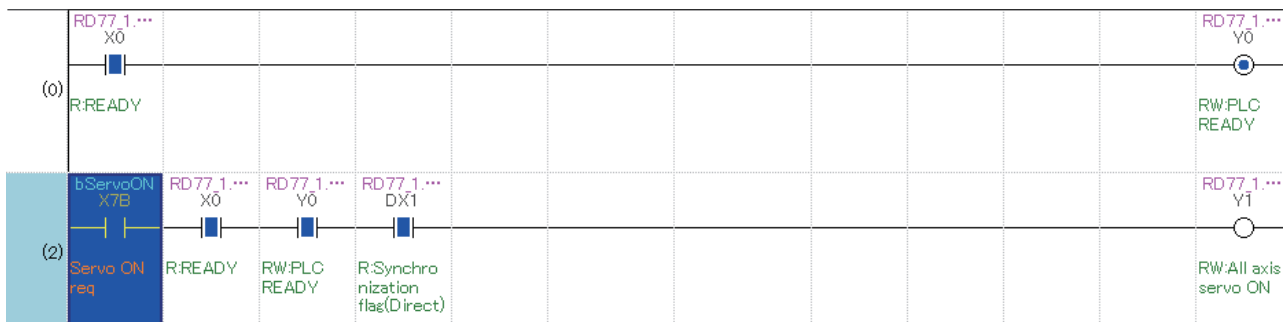 RD77_1.… RD77_1.…
X0 Y0
(0)
R:READY RW:PLC
READY
bServoON RD77_1.… RD77_1.… RD77_1.… RD77_1.…
X7B X0 Y0 DX1 Y1
(2)
Servo ON R:READY RW:PLC R:Synchro RW:All axis
req READY nization servo ON
flag(Direct)